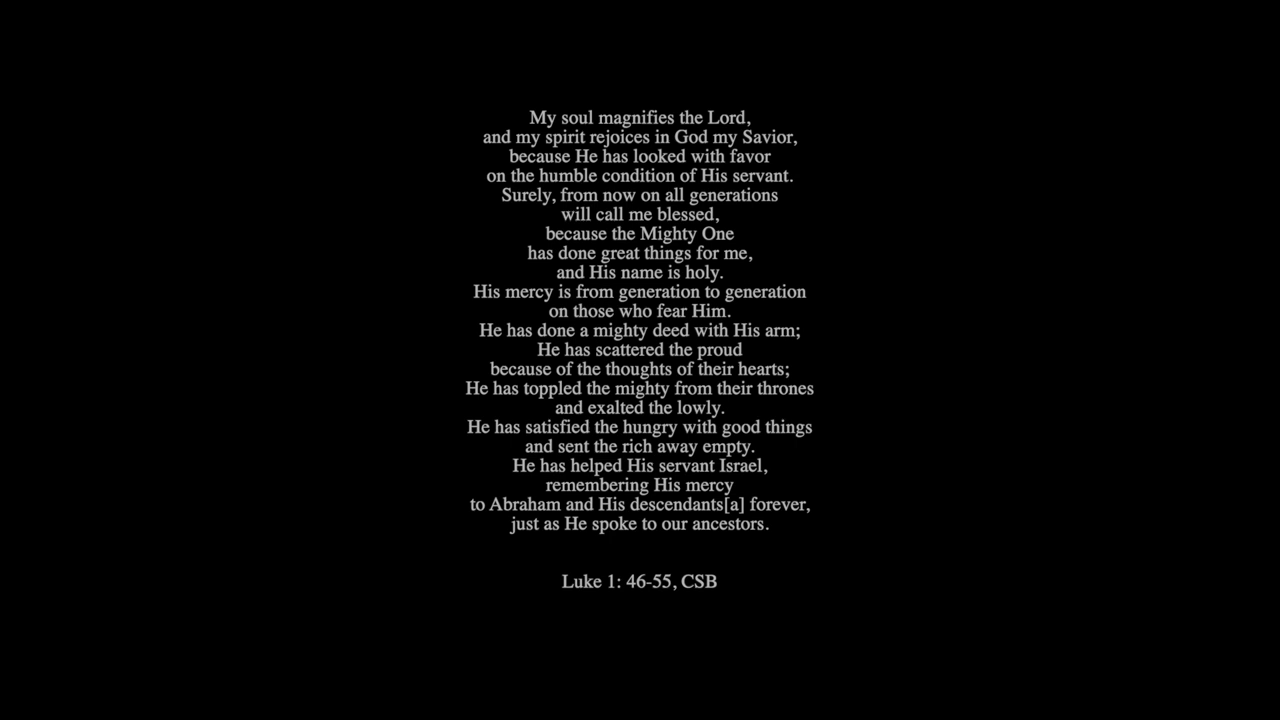 My soul magnifies the Lord,
and my spirit rejoices in God my Savior,
because He has looked with favor
on the humble condition of His servant.
Surely, from now on all generations
will call me blessed,
because the Mighty One
has done great things for me,
and His name is holy.
His mercy is from generation to generation
on those who fear Him.
He has done a mighty deed with His arm;
He has scattered the proud
because of the thoughts of their hearts;
He has toppled the mighty from their thrones
and exalted the lowly.
He has satisfied the hungry with good things
and sent the rich away empty.
He has helped His servant Israel,
remembering His mercy
to Abraham and His descendants[a] forever,
just as He spoke to our ancestors.
Luke 1: 46-55, CSB